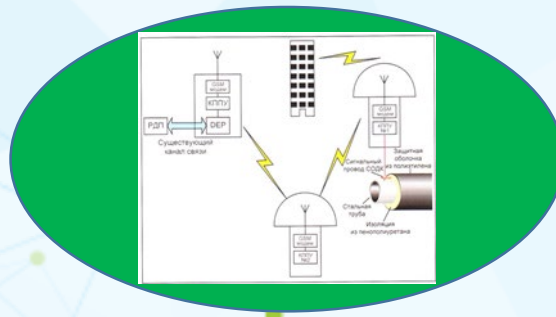 GSM
модем
КППУ
РДП
DEP
Существующий
канал связи
GSM
модем
КППУ
№1
Сигнальный
провод СОДК
Защитная
оболочка
из полиэтилена
Стальная
труба
Изоляция
из пенополиуретана
GSM
модем
КППУ
№2